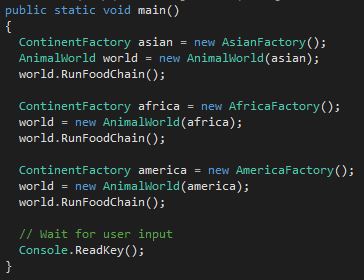 public static void main()
{
ContinentFactory asian = new AsianFactory();
AnimalWorld world = new AnimalWorld(asian);
world.RunFoodChain();
ContinentFactory africa = new AfricaFactory();
world = new AnimalWorld(africa);
world.RunFoodChain();
ContinentFactory america = new AmericaFactory();
world = new AnimalWorld(america);
world.RunFoodChain();
// Wait for user input
Console.ReadKey();
}